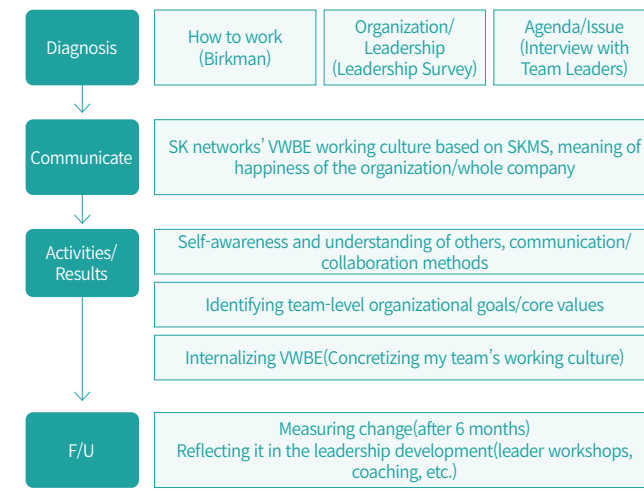 Diagnosis
How to work
(Birkman)
Organization/
Leadership
(Leadership Survey)
Agenda/Issue
(Interview with
Team Leaders)
Communicate
SK networks’ VWBE working culture based on SKMS, meaning of
happiness of the organization/whole company
Activities/
Results
Self-awareness and understanding of others, communication/
collaboration methods
Identifying team-level organizational goals/core values
Internalizing VWBE(Concretizing my team’s working culture)
F/U
Measuring change(after 6 months)
Reflecting it in the leadership development(leader workshops,
coaching, etc.)